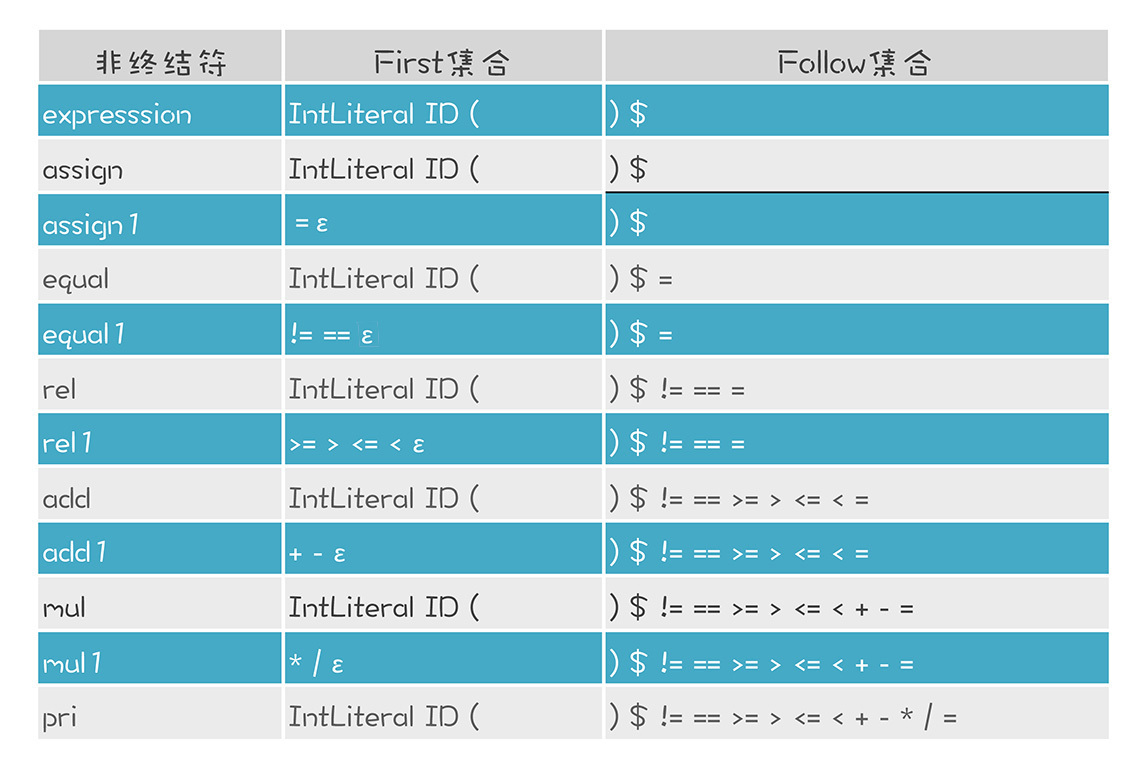 非终结符 First集合 Follow集合
expresssion IntLiteral ID ( ) $
assign IntLiteral ID ( ) $
assign1 = ε ) $
equal IntLiteral ID ( ) $ =
equal1 != == ε ) $ =
rel IntLiteral ID ( ) $ != == =
rel1 >= > <= < ε ) $ != == =
add IntLiteral ID ( ) $ != == >= > <= < =
add1 + - ε ) $ != == >= > <= < =
mul IntLiteral ID ( ) $ != == >= > <= < + - =
mul1 * / ε ) $ != == >= > <= < + - =
pri IntLiteral ID ( ) $ != == >= > <= < + - * / =